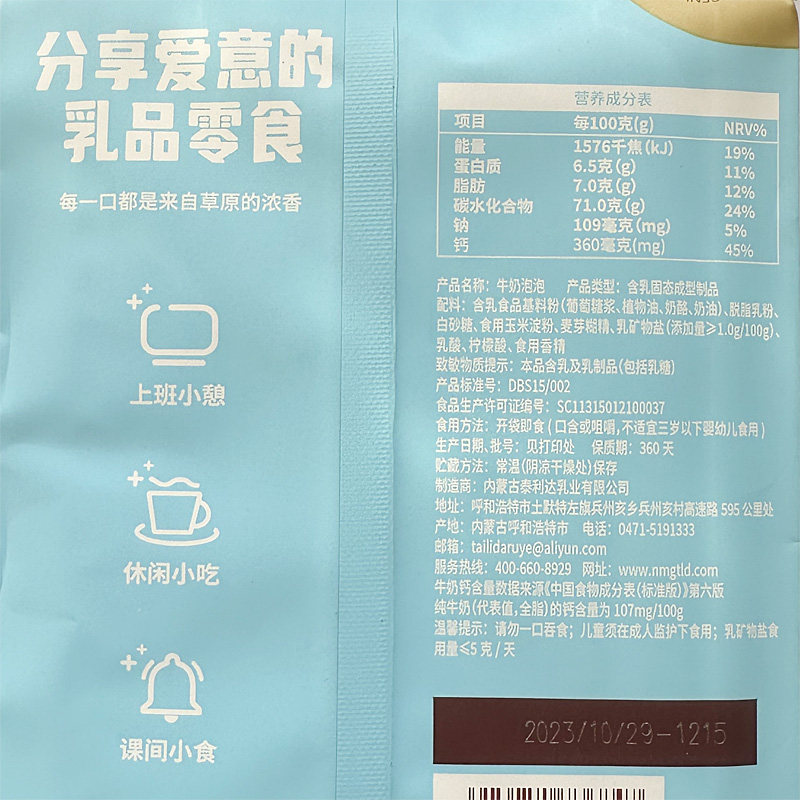 分享爱意的
乳品零食
每一口都是来自草原的浓香
上班小憩
休闲小吃
课间小食
营养成分表
项目 每100克(g) NRV%
能量 1576千焦(kJ) 19%
蛋白质 6.5克(g) 11%
脂肪 7.0克(g) 12%
碳水化合物 71.0克(g) 24%
钠 109毫克(mg) 5%
钙 360毫克(mg) 45%
产品名称：牛奶泡泡 产品类型：含乳固态成型制品
配料：含乳食品基料粉（葡萄糖浆、植物油、奶酪、奶油）、脱脂乳粉、
白砂糖、食用玉米淀粉、麦芽糊精、乳矿物盐（添加量≥1.0g/100g）、
乳酸、柠檬酸、食用香精
致敏物质提示：本品含乳及乳制品（包括乳糖）
产品标准号：DBS15/002
食品生产许可证编号：SC11315012100037
食用方法：开袋即食（口含或咀嚼，不适宜三岁以下婴幼儿食用）
生产日期、批号：见打印处 保质期：360天
贮藏方法：常温（阴凉干燥处）保存
制造商：内蒙古泰利达乳业有限公司
地址：呼和浩特市土默特左旗兵州亥乡兵州亥村高速路595公里处
产地：内蒙古呼和浩特市 电话：0471-5191333
邮箱：tailidaruye@aliyun.com
服务热线：400-660-8929 网址：www.nmgtld.com
牛奶钙含量数据来源《中国食物成分表（标准版）》第六版
纯牛奶（代表值，全脂）的钙含量为107mg/100g
温馨提示：请勿一口吞食；儿童须在成人监护下食用；乳矿物盐食
用量≤5克/天
2023/10/29-1215